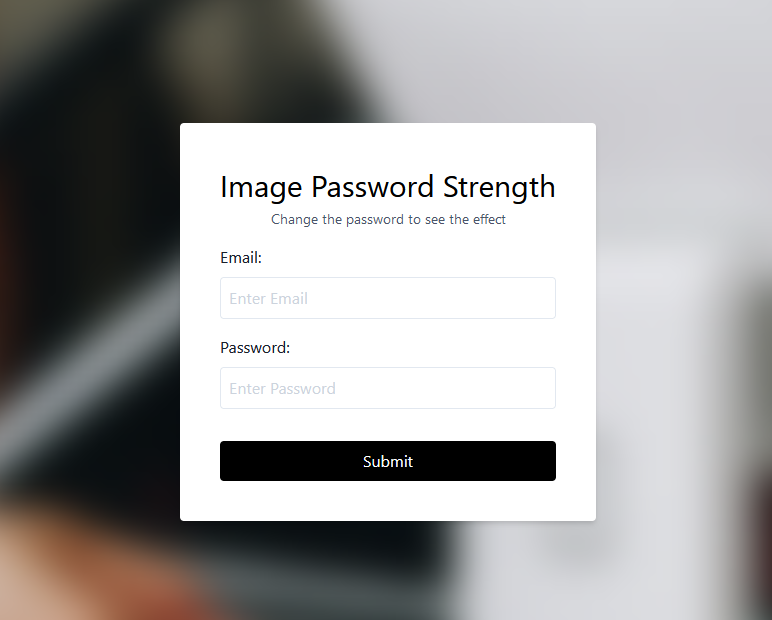 Image Password Strength
Change the password to see the effect
Email:
Enter Email
Password:
Enter Password
Submit